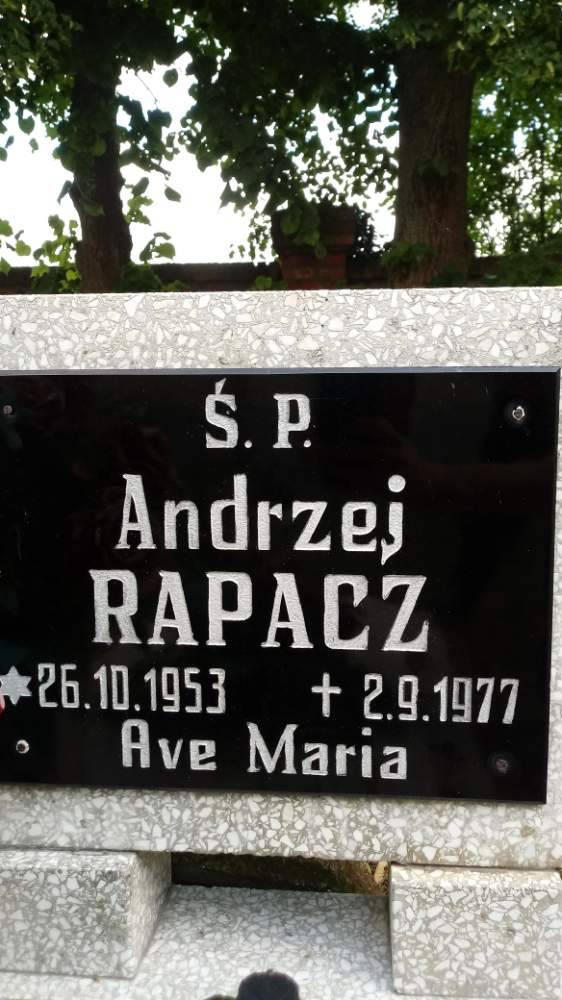 Ś. P.
Andrzej
RAPACZ
26.10.1953 2.9.1977
Ave Maria